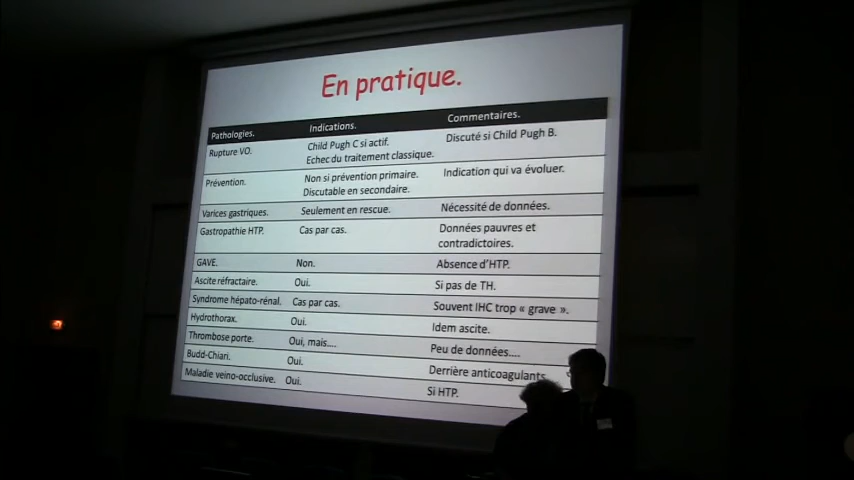 En pratique.
Pathologies. Indications. Commentaires.
Rupture VO. Child Pugh C si actif. Discuté si Child Pugh B.
Echec du traitement classique.
Prévention. Non si prévention primaire. Indication qui va évoluer.
Discutable en secondaire.
Varices gastriques. Seulement en rescue. Nécessité de données.
Gastropathie HTP. Cas par cas. Données pauvres et
contradictoires.
GAVE. Non. Absence d'HTP.
Ascite réfractaire. Oui. Si pas de TH.
Syndrome hépato-rénal. Cas par cas. Souvent IHC trop « grave ».
Hydrothorax. Oui. Idem ascite.
Thrombose porte. Oui, mais.... Peu de données....
Budd-Chiari. Oui. Derrière anticoagulants.
Maladie veino-occlusive. Oui. Si HTP.